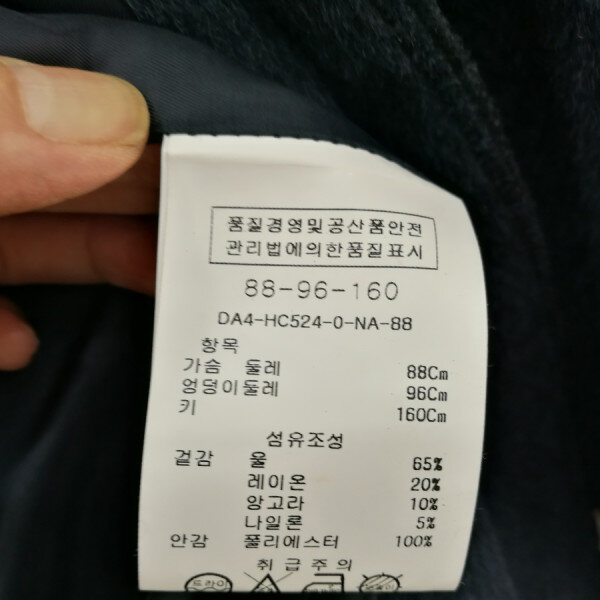 품질경영및공산품안전
관리법에의한품질표시
88-96-160
DA4-HC524-0-NA-88
항목
가슴 둘레 88Cm
엉덩이둘레 96Cm
키 160Cm
섬유조성
겉감 울 65%
레이온 20%
앙고라 10%
나일론 5%
안감 폴리에스터 100%
취급주의
드라이